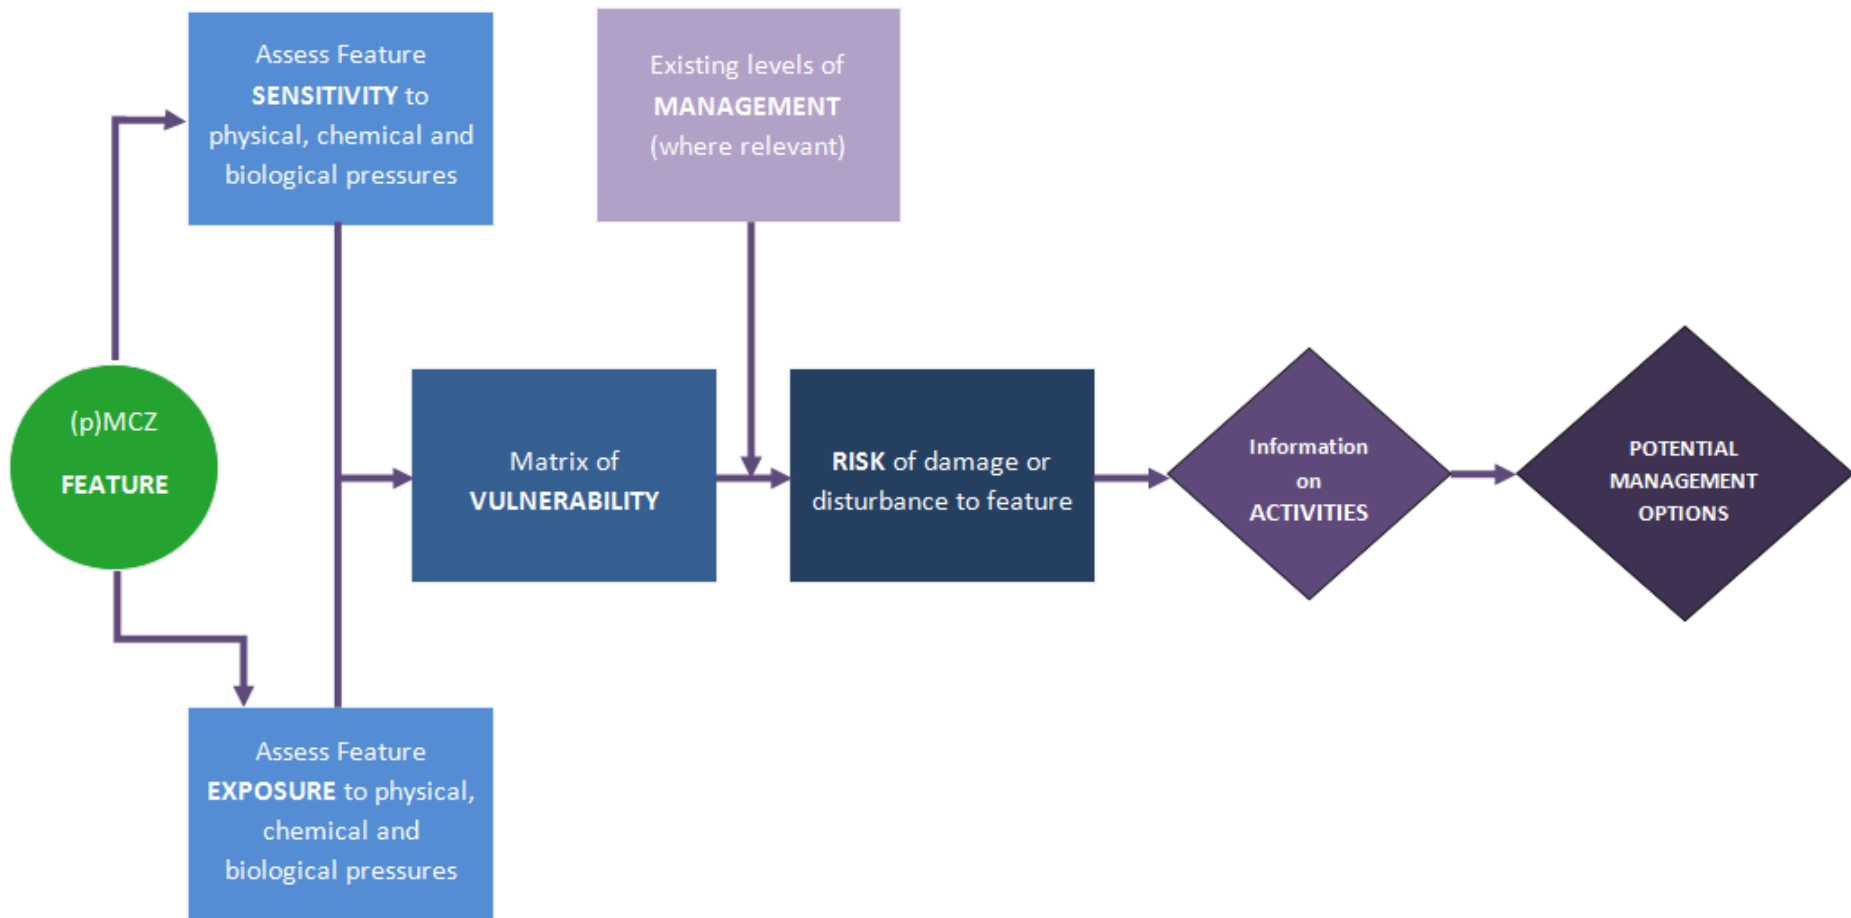 Assess Feature
SENSITIVITY to
physical, chemical and
biological pressures
Existing levels of
MANAGEMENT
(where relevant)
(p)MCZ
FEATURE
Matrix of
VULNERABILITY
RISK of damage or
disturbance to feature
Information
on
ACTIVITIES
POTENTIAL
MANAGEMENT
OPTIONS
Assess Feature
EXPOSURE to physical,
chemical and
biological pressures